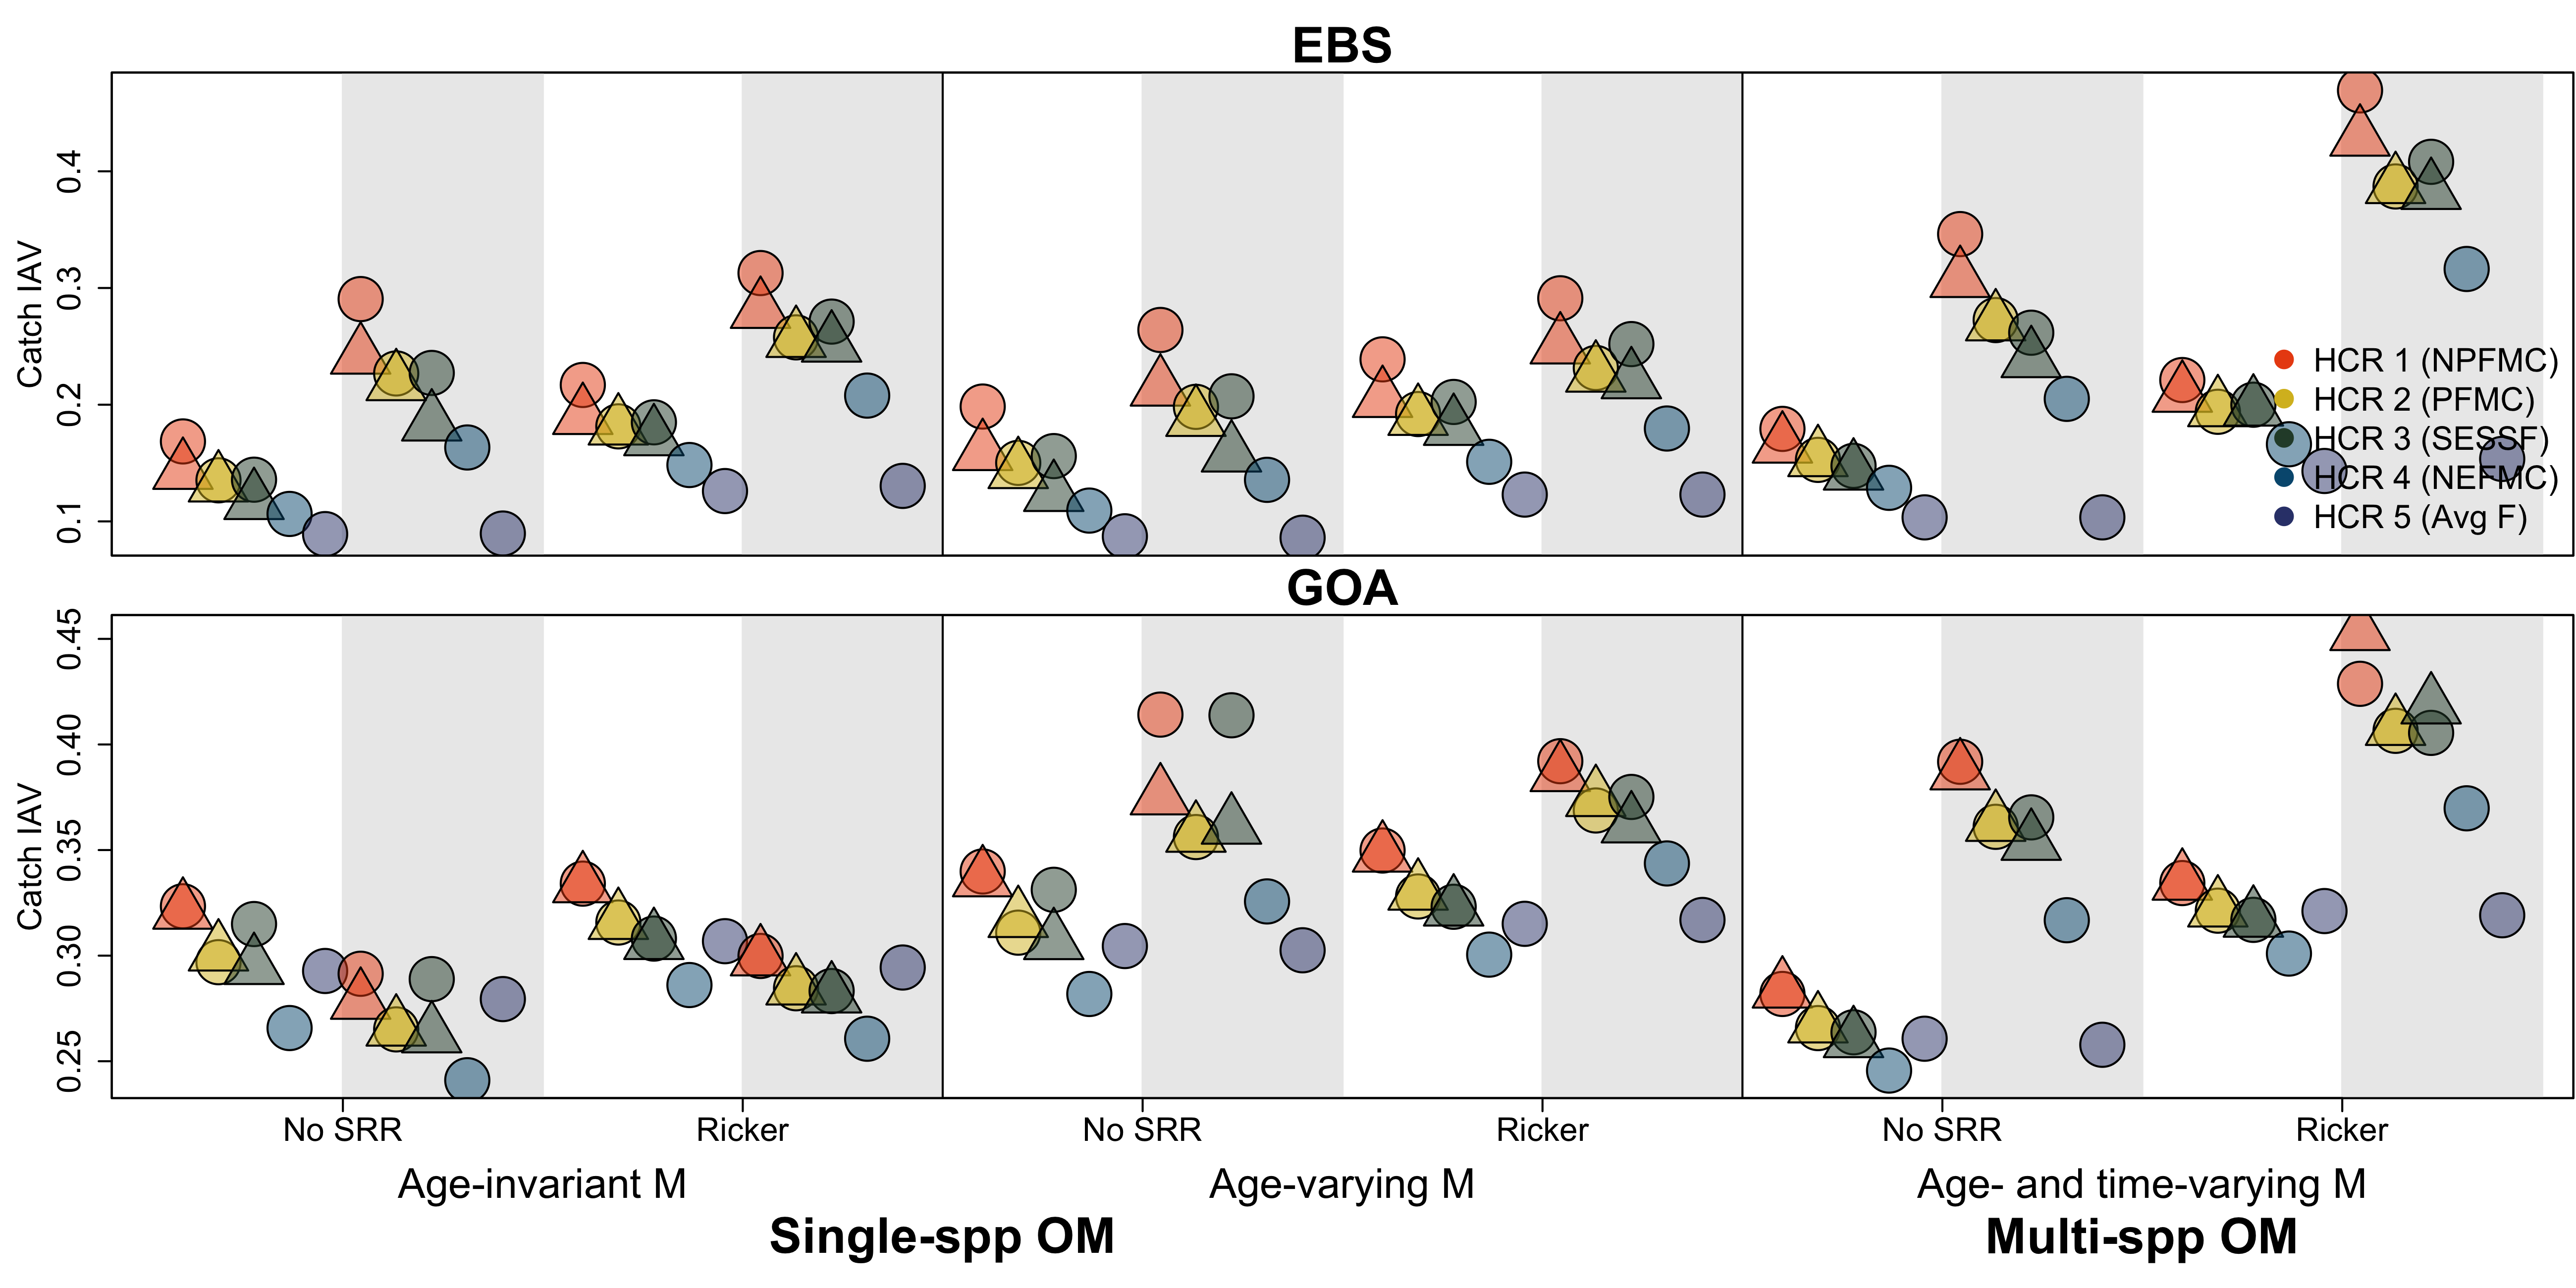 EBS
Catch IAV
0.4
0.3
0.2
0.1
HCR 1 (NPFMC)
HCR 2 (PFMC)
HCR 3 (SESSF)
HCR 4 (NEFMC)
HCR 5 (Avg F)
GOA
Catch IAV
0.45
0.40
0.35
0.30
0.25
No SRR Ricker No SRR Ricker No SRR Ricker
Age-invariant M Age-varying M Age- and time-varying M
Single-spp OM Multi-spp OM